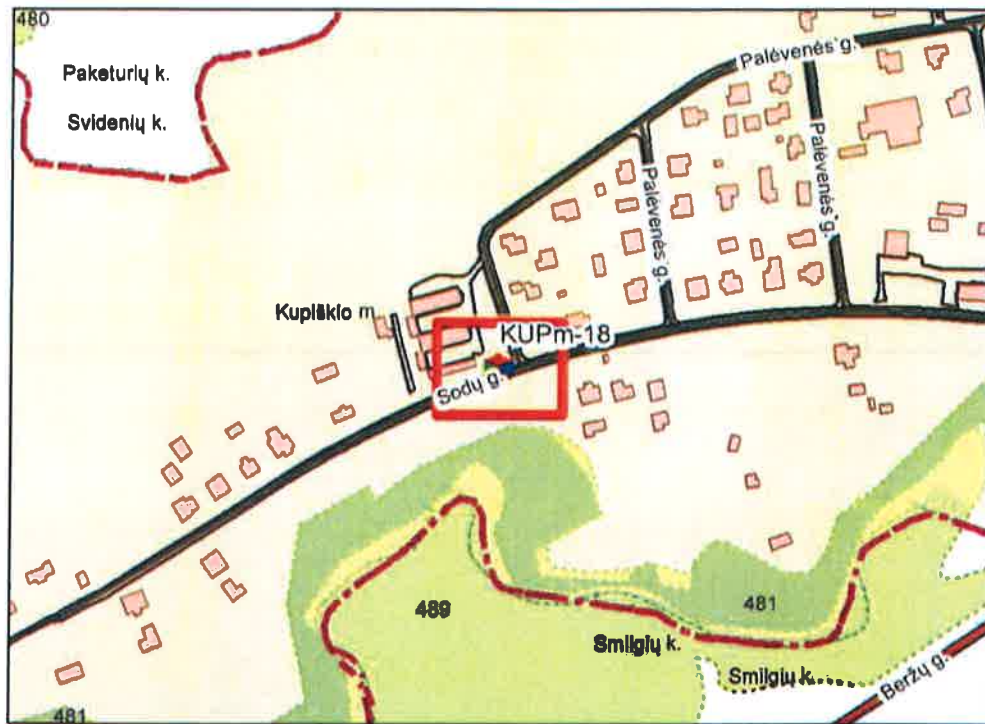 480
Paketurių k.
Svidenių k.
Palėvenės g.
Palėvenės g.
Palėvenės g.
Kupiškio m
KUPm-18
Sodų g.
489
481
Smilgių k.
Smilgių k.
Beržų g.
481